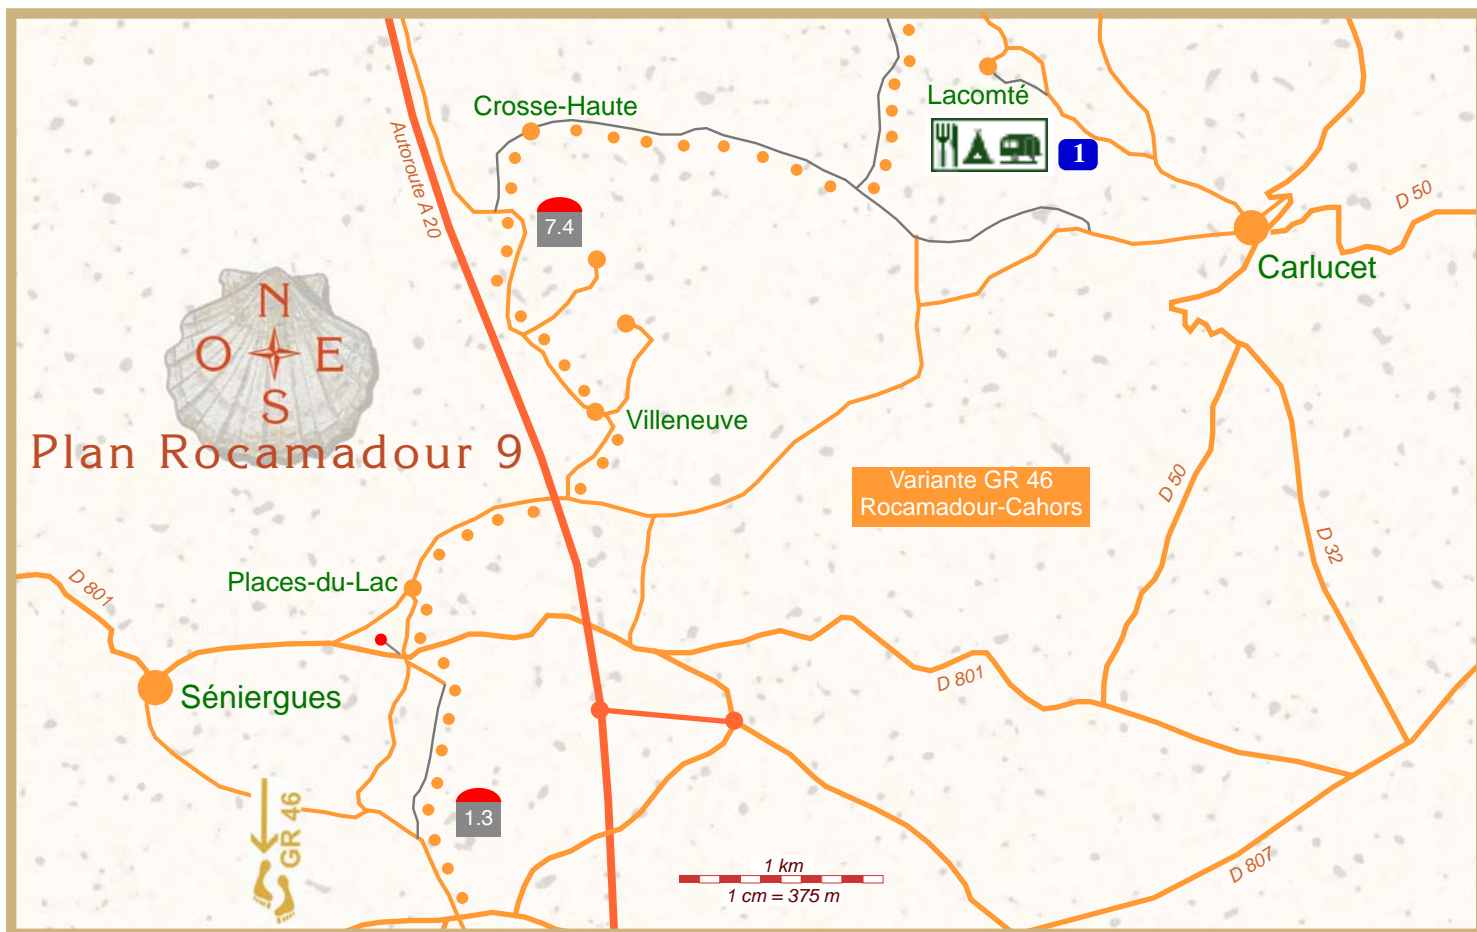 Crosse-Haute
Lacomté
1
Autoroute A 20
D 50
7.4
Carlucet
N
O E
S
Plan Rocamadour 9
Villeneuve
Variante GR 46
Rocamadour-Cahors
D 50
D 32
Places-du-Lac
D 801
Séniergues
D 801
GR 46
1.3
1 km
1 cm = 375 m
D 807